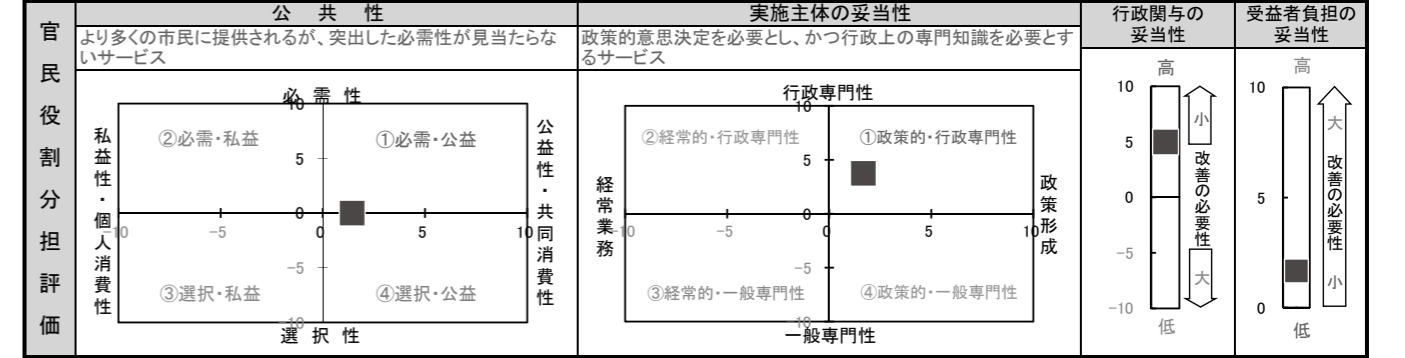 官民役割分担評価
公 共 性
より多くの市民に提供されるが、突出した必需性が見当たらな
いサービス
必 需 性
10
②必需・私益
①必需・公益
5
私益性・個人消費性
公益性・共同消費性
0
-10
-5
0
5
10
-5
③選択・私益
④選択・公益
-10
選 択 性
実施主体の妥当性
政策的意思決定を必要とし、かつ行政上の専門知識を必要とす
るサービス
行政専門性
10
②経常的・行政専門性
①政策的・行政専門性
5
経常業務
政策形成
0
-10
-5
0
5
10
-5
③経常的・一般専門性
④政策的・一般専門性
-10
一般専門性
行政関与の
妥当性
高
10
5
0
-5
-10
小
改善の必要性
大
低
受益者負担の
妥当性
高
10
5
0
大
改善の必要性
小
低